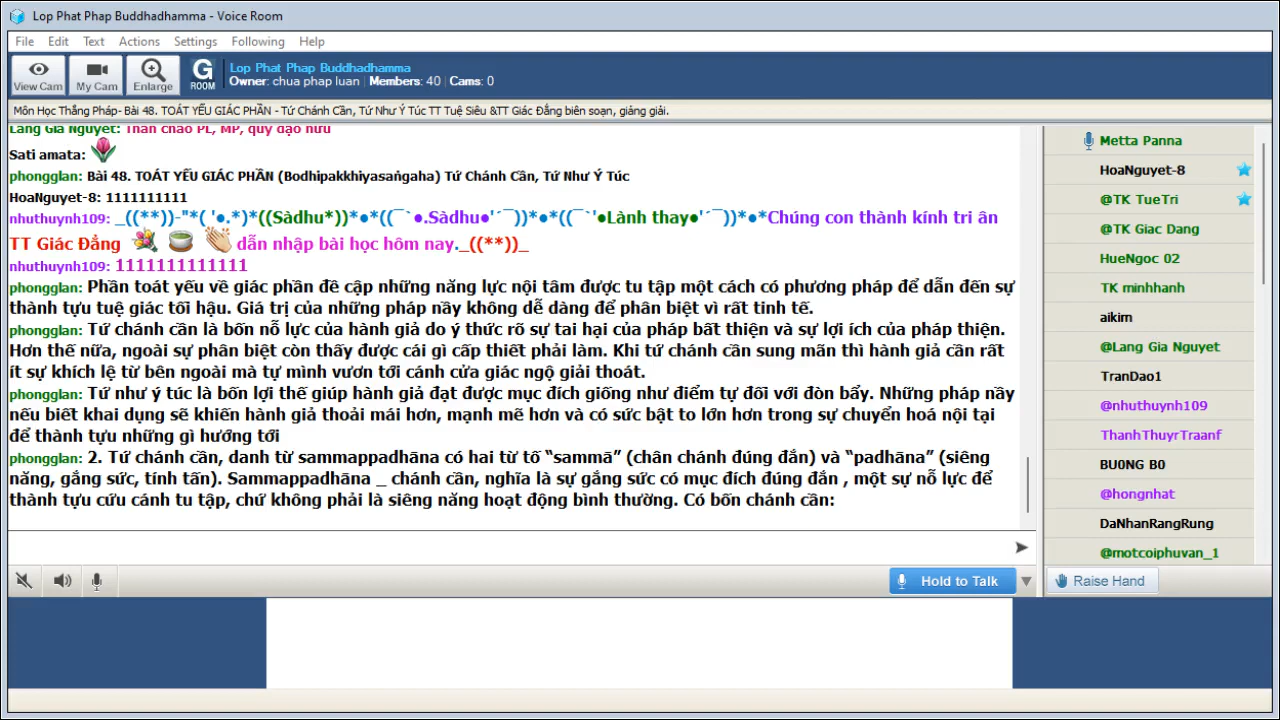 Lop Phat Phap Buddhadhamma - Voice Room
File Edit Text Actions Settings Following Help
View Cam My Cam Enlarge G ROOM
Lop Phat Phap Buddhadhamma
Owner: chua phap luan Members: 40 Cams: 0
Môn Học Thắng Pháp- Bài 48. TOÁT YẾU GIÁC PHẦN - Tứ Chánh Cần, Tứ Như Ý Túc TT Tuệ Siêu &TT Giác Đẳng biên soạn, giảng giải.
Lang Gia Nguyet: Thân chào PL, MP, quý đạo hữu
Sati amata:
phongglan: Bài 48. TOÁT YẾU GIÁC PHẦN (Bodhipakkhiyasaṅgaha) Tứ Chánh Cần, Tứ Như Ý Túc
HoaNguyet-8: 1111111111
nhuthuynh109: _((**))-"*( '●.*)*((Sàdhu*))*●*((¯`●.Sàdhu●'´¯))*●*((¯`'●Lành thay●'´¯))*●*Chúng con thành kính tri ân
TT Giác Đẳng dẫn nhập bài học hôm nay._((**))_
nhuthuynh109: 1111111111111
phongglan: Phần toát yếu về giác phần đề cập những năng lực nội tâm được tu tập một cách có phương pháp để dẫn đến sự
thành tựu tuệ giác tối hậu. Giá trị của những pháp nầy không dễ dàng để phân biệt vì rất tinh tế.
phongglan: Tứ chánh cần là bốn nỗ lực của hành giả do ý thức rõ sự tai hại của pháp bất thiện và sự lợi ích của pháp thiện.
Hơn thế nữa, ngoài sự phân biệt còn thấy được cái gì cấp thiết phải làm. Khi tứ chánh cần sung mãn thì hành giả cần rất
ít sự khích lệ từ bên ngoài mà tự mình vươn tới cánh cửa giác ngộ giải thoát.
phongglan: Tứ như ý túc là bốn lợi thế giúp hành giả đạt được mục đích giống như điểm tự đối với đòn bẩy. Những pháp nầy
nếu biết khai dụng sẽ khiến hành giả thoải mái hơn, mạnh mẽ hơn và có sức bật to lớn hơn trong sự chuyển hoá nội tại
để thành tựu những gì hướng tới
phongglan: 2. Tứ chánh cần, danh từ sammappadhāna có hai từ tố “sammā” (chân chánh đúng đắn) và “padhāna” (siêng
năng, gắng sức, tính tấn). Sammappadhāna _ chánh cần, nghĩa là sự gắng sức có mục đích đúng đắn , một sự nỗ lực để
thành tựu cứu cánh tu tập, chứ không phải là siêng năng hoạt động bình thường. Có bốn chánh cần:
Hold to Talk
Metta Panna
HoaNguyet-8
@TK TueTri
@TK Giac Dang
HueNgoc 02
TK minhhanh
aikim
@Lang Gia Nguyet
TranDao1
@nhuthuynh109
ThanhThuyrTraanf
BU0NG B0
@hongnhat
DaNhanRangRung
@motcoiphuvan_1
Raise Hand